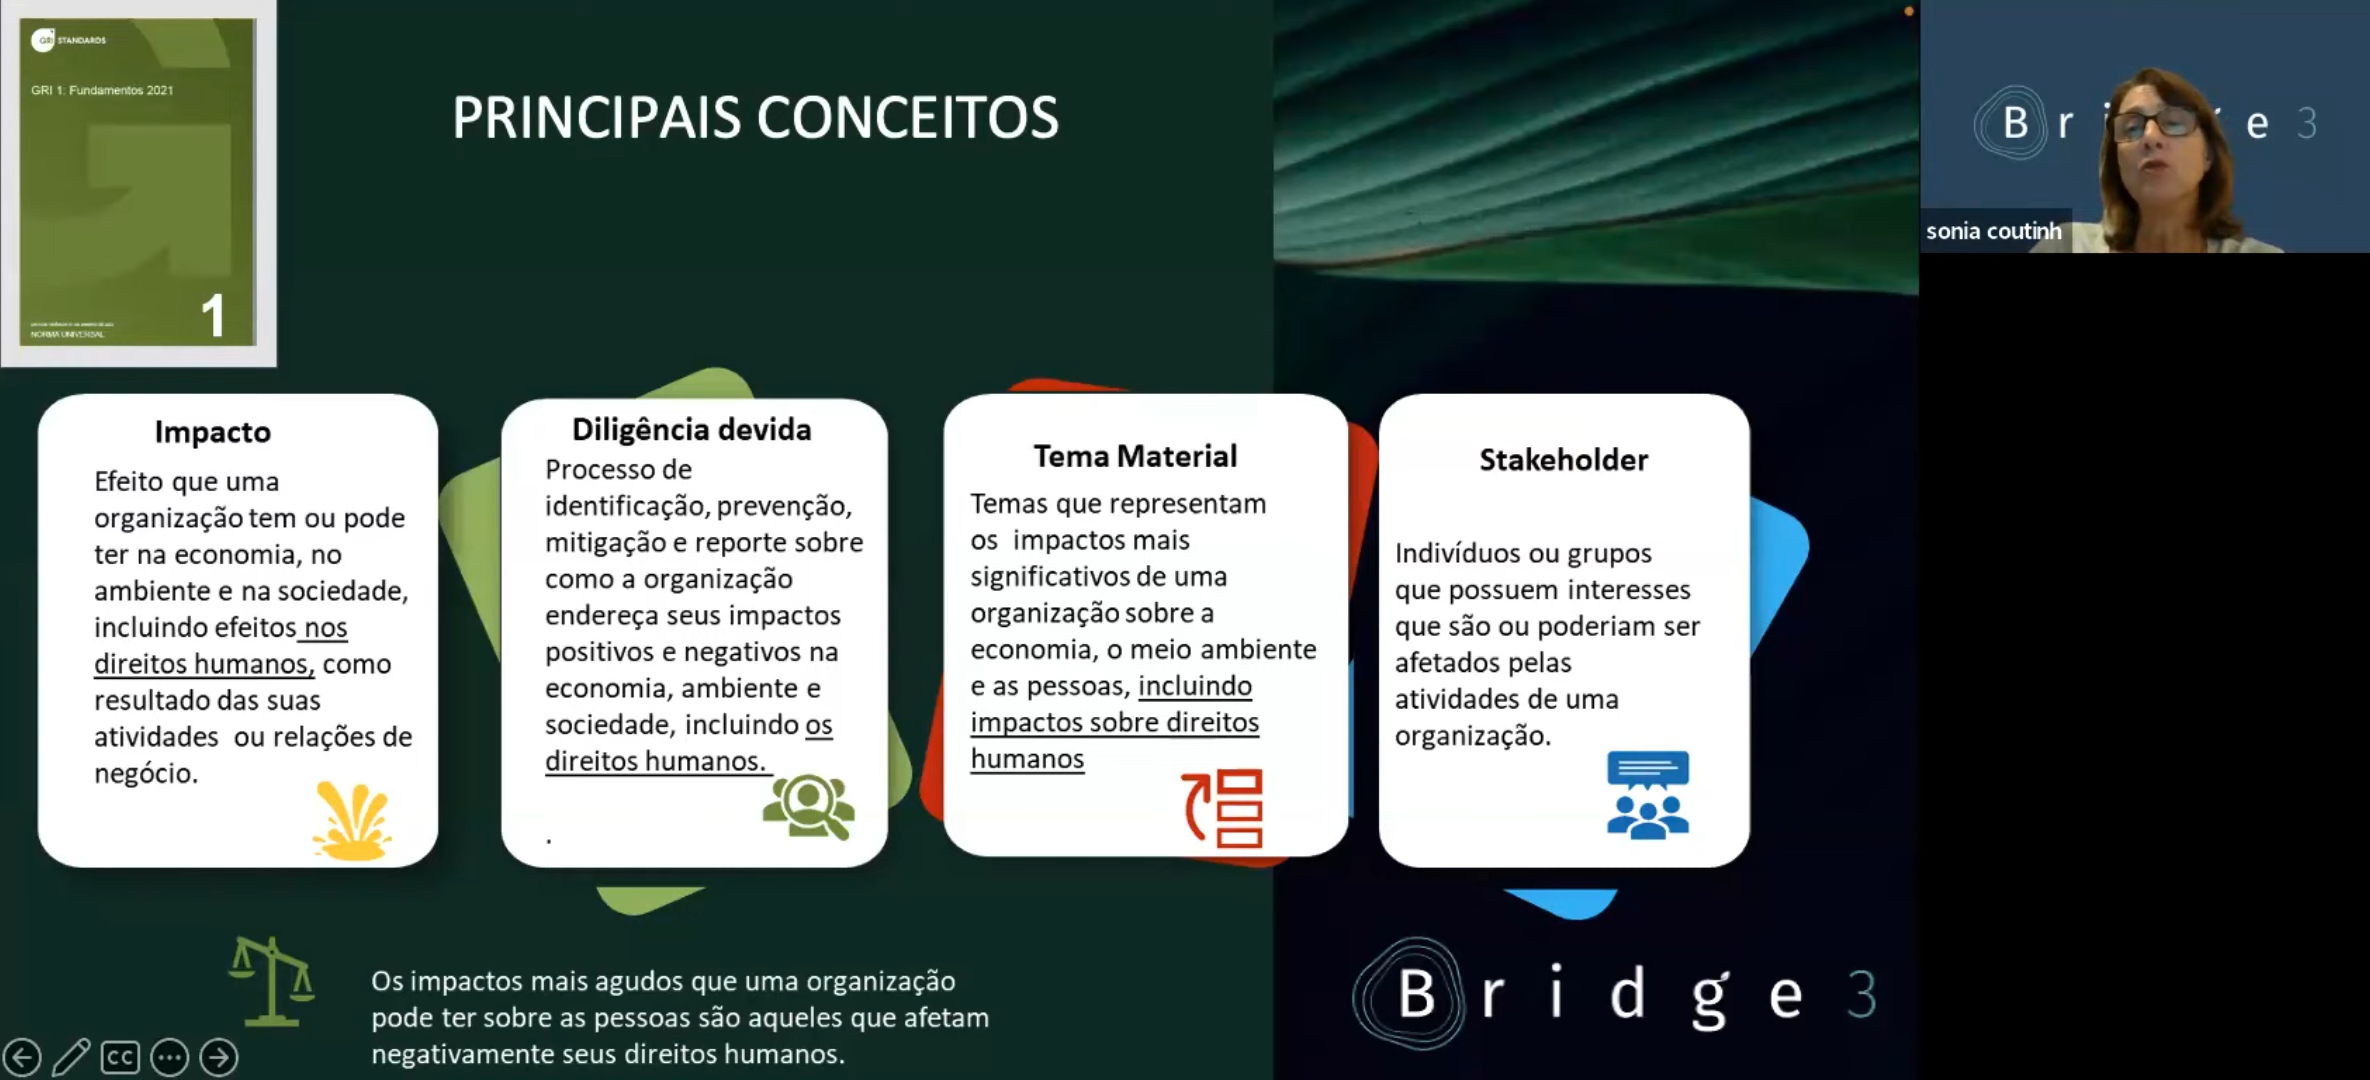 GRI STANDARDS
GRI 1: Fundamentos 2021
1
NORMA UNIVERSAL
PRINCIPAIS CONCEITOS
Impacto
Efeito que uma
organização tem ou pode
ter na economia, no
ambiente e na sociedade,
incluindo efeitos nos
direitos humanos, como
resultado das suas
atividades ou relações de
negócio.
Diligência devida
Processo de
identificação, prevenção,
mitigação e reporte sobre
como a organização
endereça seus impactos
positivos e negativos na
economia, ambiente e
sociedade, incluindo os
direitos humanos.
.
Tema Material
Temas que representam
os impactos mais
significativos de uma
organização sobre a
economia, o meio ambiente
e as pessoas, incluindo
impactos sobre direitos
humanos
Stakeholder
Indivíduos ou grupos
que possuem interesses
que são ou poderiam ser
afetados pelas
atividades de uma
organização.
Os impactos mais agudos que uma organização
pode ter sobre as pessoas são aqueles que afetam
negativamente seus direitos humanos.
CC
Bridge 3
B r i e 3
sonia coutinh